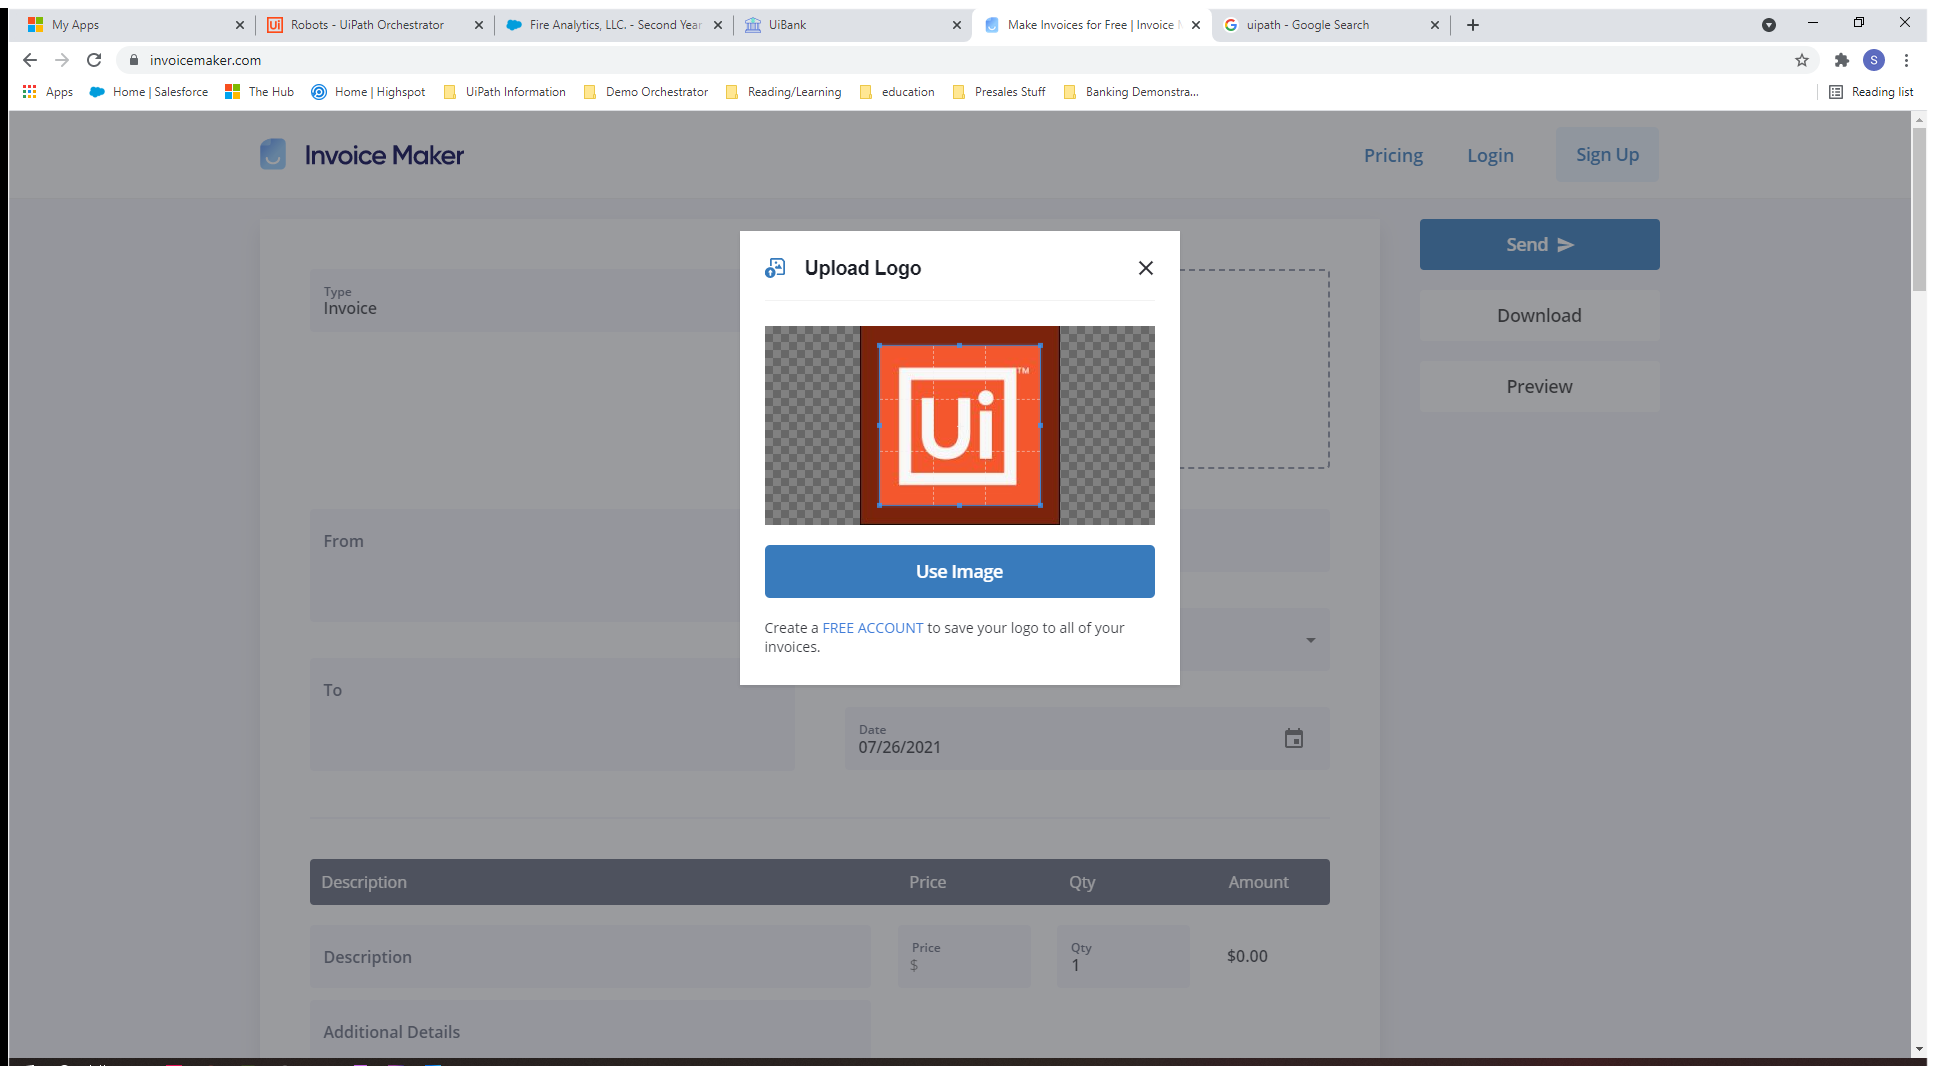 My Apps
Robots - UiPath Orchestrator
Fire Analytics, LLC. - Second Year
UiBank
Make Invoices for Free | Invoice
uipath - Google Search
invoicemaker.com
S
Apps
Home | Salesforce
The Hub
Home | Highspot
UiPath Information
Demo Orchestrator
Reading/Learning
education
Presales Stuff
Banking Demonstra...
Reading list
Invoice Maker
Pricing
Login
Sign Up
Send
Download
Preview
Type
Invoice
Upload Logo
Ui
TM
Use Image
Create a FREE ACCOUNT to save your logo to all of your
invoices.
From
To
Date
07/26/2021
Description Price Qty Amount
Description
Price
$
Qty
1
$0.00
Additional Details